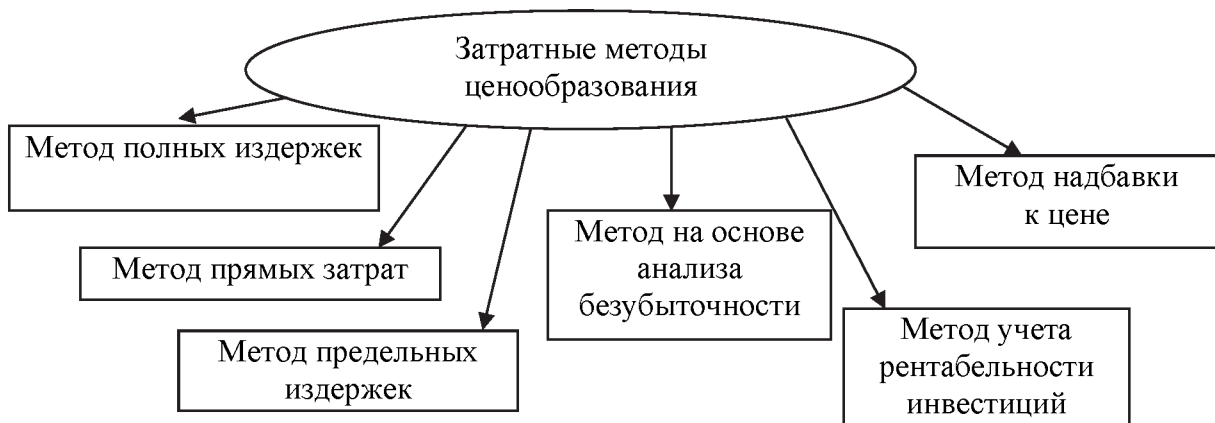 Затратные методы
ценообразования
Метод полных издержек
Метод надбавки
к цене
Метод прямых затрат
Метод на основе
анализа
безубыточности
Метод предельных
издержек
Метод учета
рентабельности
инвестиций